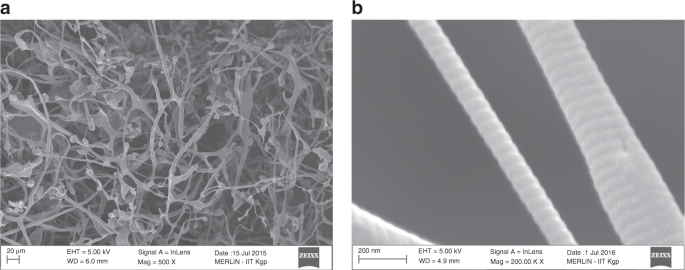 a
b
20 µm
EHT = 5.00 kV
WD = 6.0 mm
Signal A = InLens
Mag = 500 X
Date :15 Jul 2015
MERLIN - IIT Kgp
ZEISS
200 nm
EHT = 5.00 kV
WD = 4.9 mm
Signal A = InLens
Mag = 200.00 K X
Date :1 Jul 2016
MERLIN - IIT Kgp
ZEISS